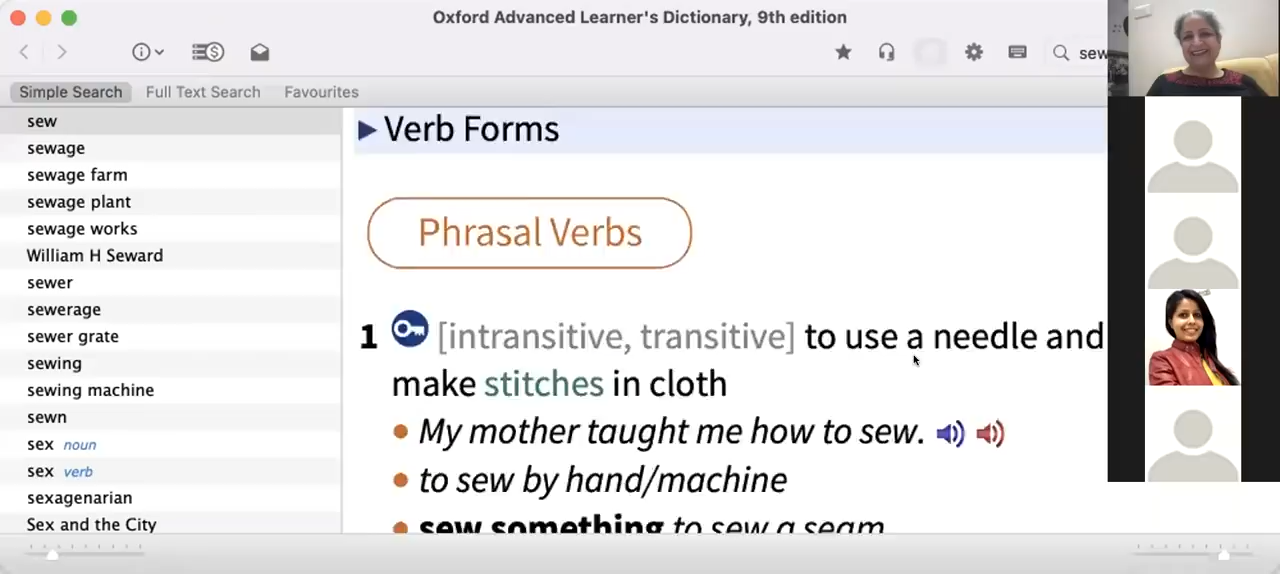 Oxford Advanced Learner's Dictionary, 9th edition
sew
Simple Search Full Text Search Favourites
sew
sewage
sewage farm
sewage plant
sewage works
William H Seward
sewer
sewerage
sewer grate
sewing
sewing machine
sewn
sex noun
sex verb
sexagenarian
Sex and the City
Verb Forms
Phrasal Verbs
1 [intransitive, transitive] to use a needle and
make stitches in cloth
My mother taught me how to sew.
to sew by hand/machine
sew something to sew a seam